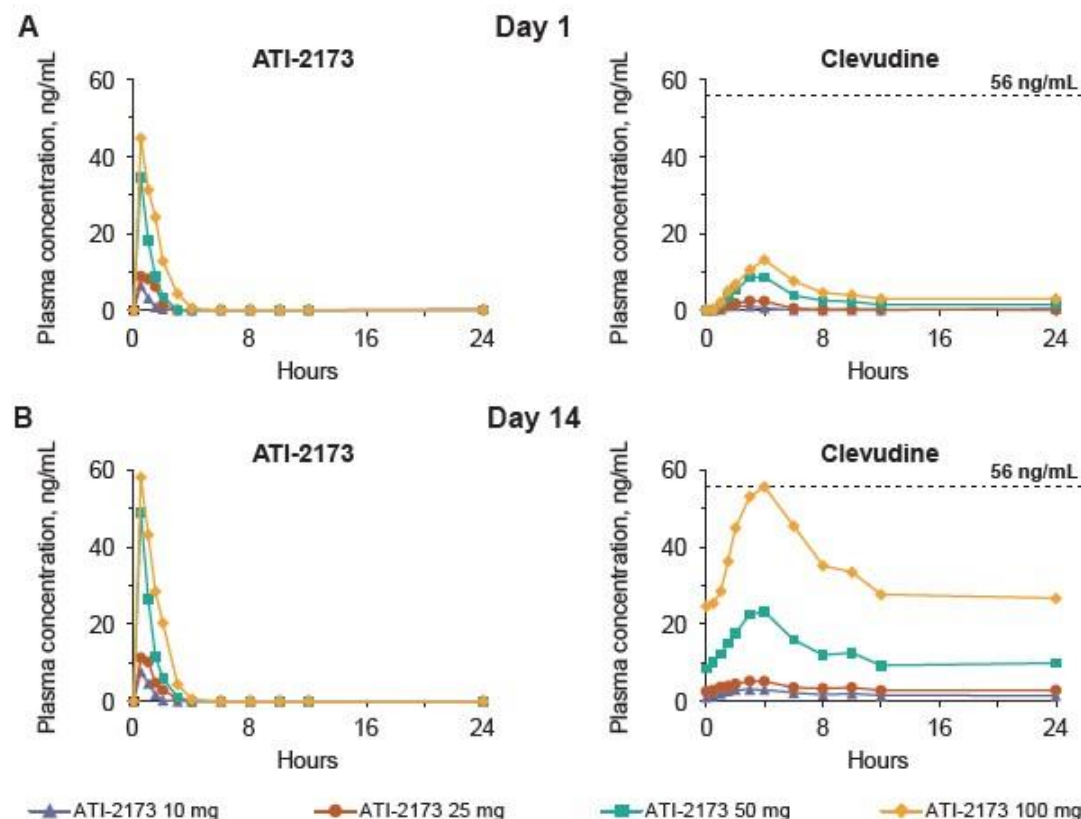 A
Day 1
ATI-2173
Clevudine
Plasma concentration, ng/mL
60
40
20
0
0 8 16 24
Hours
Plasma concentration, ng/mL
60
40
20
0
56 ng/mL
0 8 16 24
Hours
B
Day 14
ATI-2173
Clevudine
Plasma concentration, ng/mL
60
40
20
0
0 8 16 24
Hours
Plasma concentration, ng/mL
60
40
20
0
56 ng/mL
0 8 16 24
Hours
ATI-2173 10 mg ATI-2173 25 mg ATI-2173 50 mg ATI-2173 100 mg